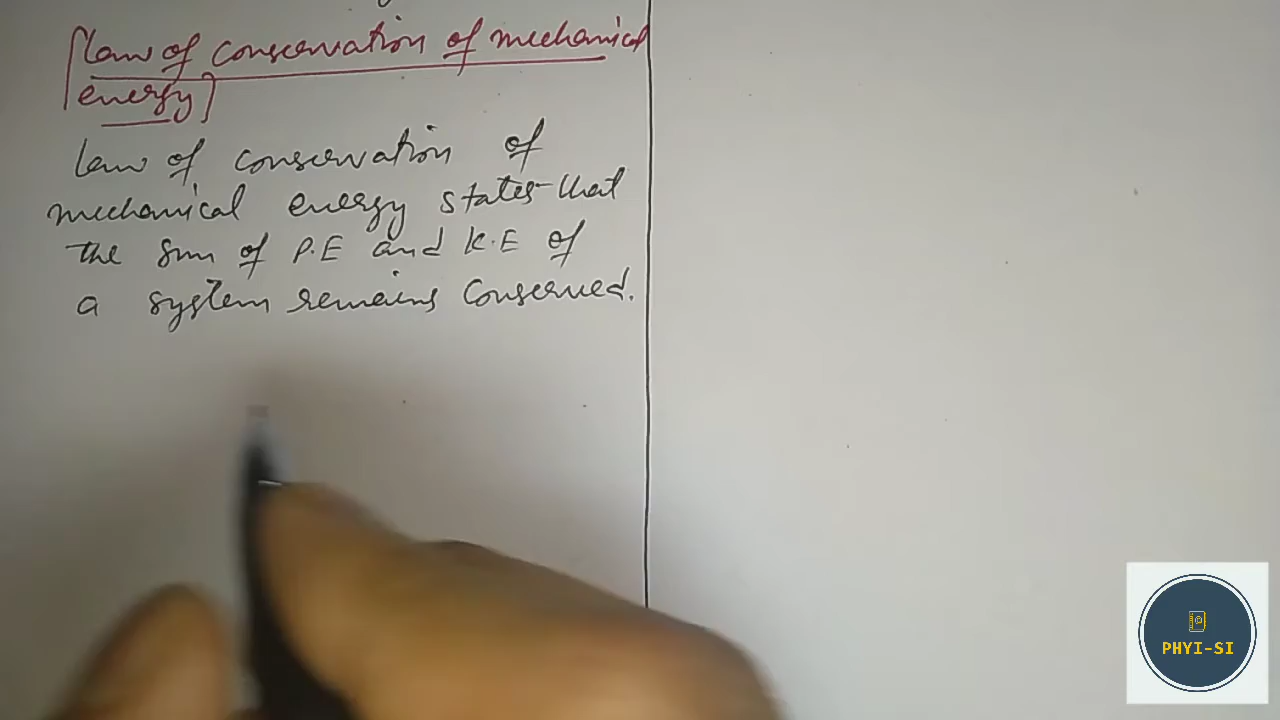 [law of conservation of mechanical
energy]
law of conservation of
mechanical energy states that
the sum of P.E and K.E of
a system remains conserved.
PHYI-SI